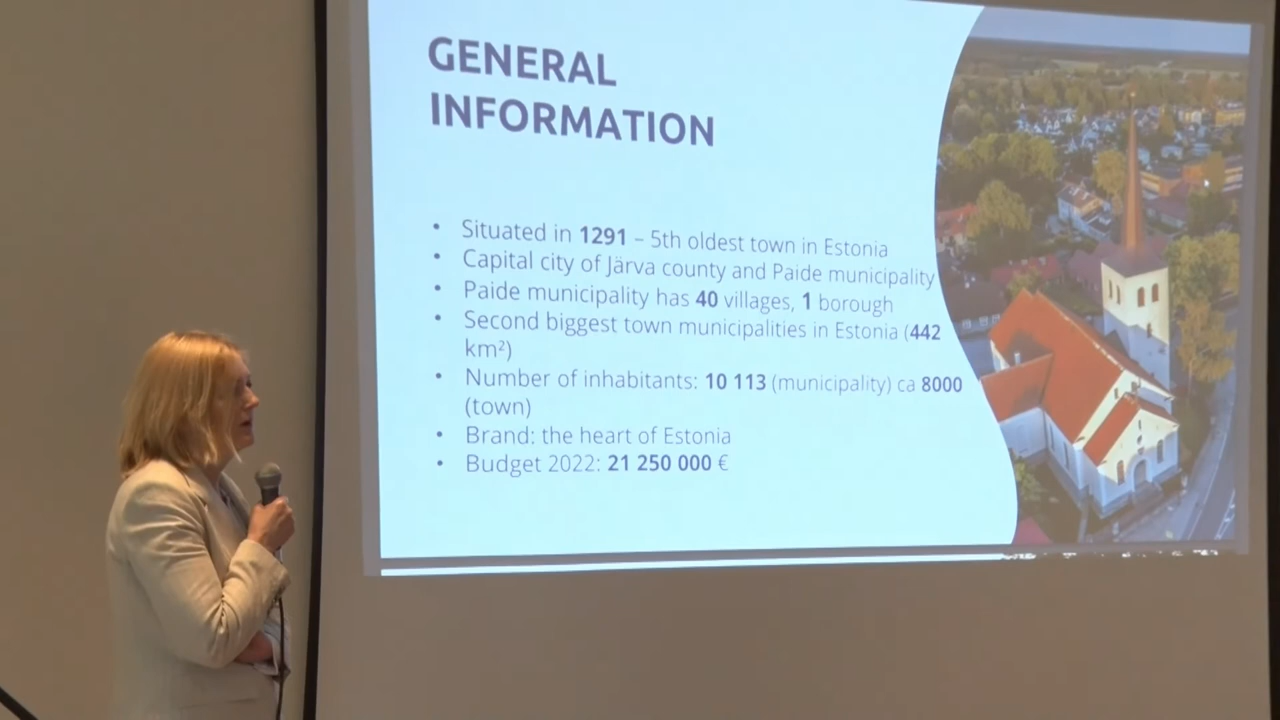 GENERAL
INFORMATION
• Situated in 1291 – 5th oldest town in Estonia
• Capital city of Järva county and Paide municipality
• Paide municipality has 40 villages, 1 borough
• Second biggest town municipalities in Estonia (442
km²)
• Number of inhabitants: 10 113 (municipality) ca 8000
(town)
• Brand: the heart of Estonia
• Budget 2022: 21 250 000 €